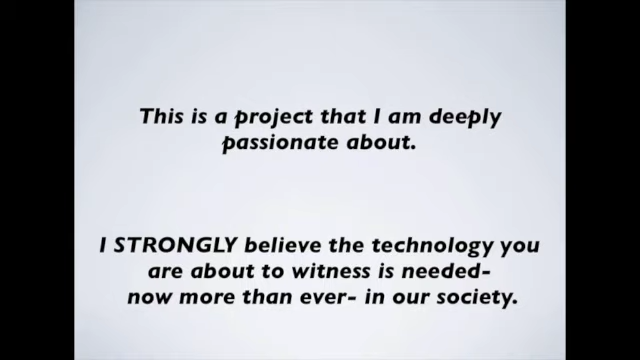 This is a project that I am deeply
passionate about.
I STRONGLY believe the technology you
are about to witness is needed-
now more than ever- in our society.